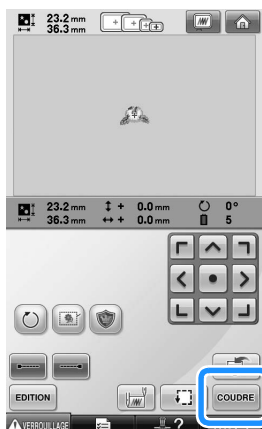 23.2 mm
36.3 mm
23.2 mm + 0.0 mm 0°
36.3 mm + 0.0 mm 5
EDITION
COUDRE
VERROUILLAGE ?